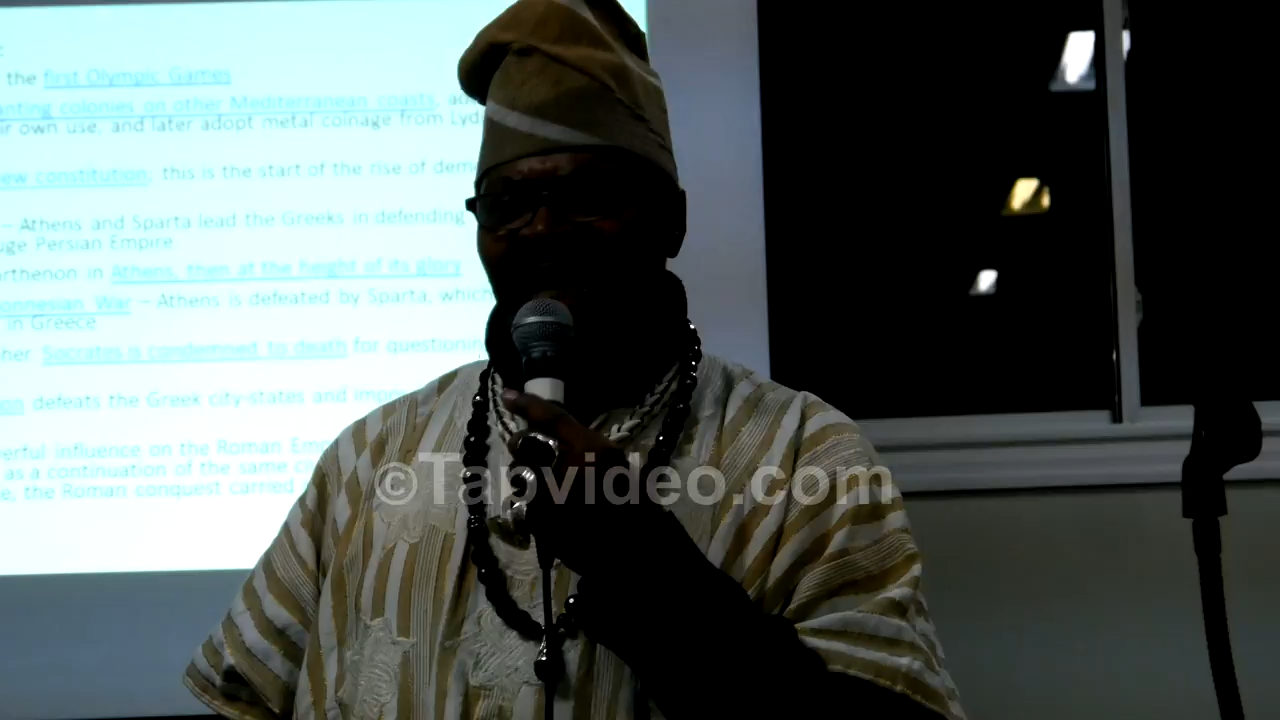 the first Olympic Games
anting colonies on other Mediterranean coasts, ad
ir own use, and later adopt metal coinage from Lyd
ew constitution; this is the start of the rise of dem
– Athens and Sparta lead the Greeks in defending
uge Persian Empire
arthenon in Athens, then at the height of its glory
onnesian War – Athens is defeated by Sparta, which
in Greece
her Socrates is condemned to death for questionin
on defeats the Greek city-states and impo
erful influence on the Roman Em
as a continuation of the same c
e, the Roman conquest carried
©Tapvideo.com